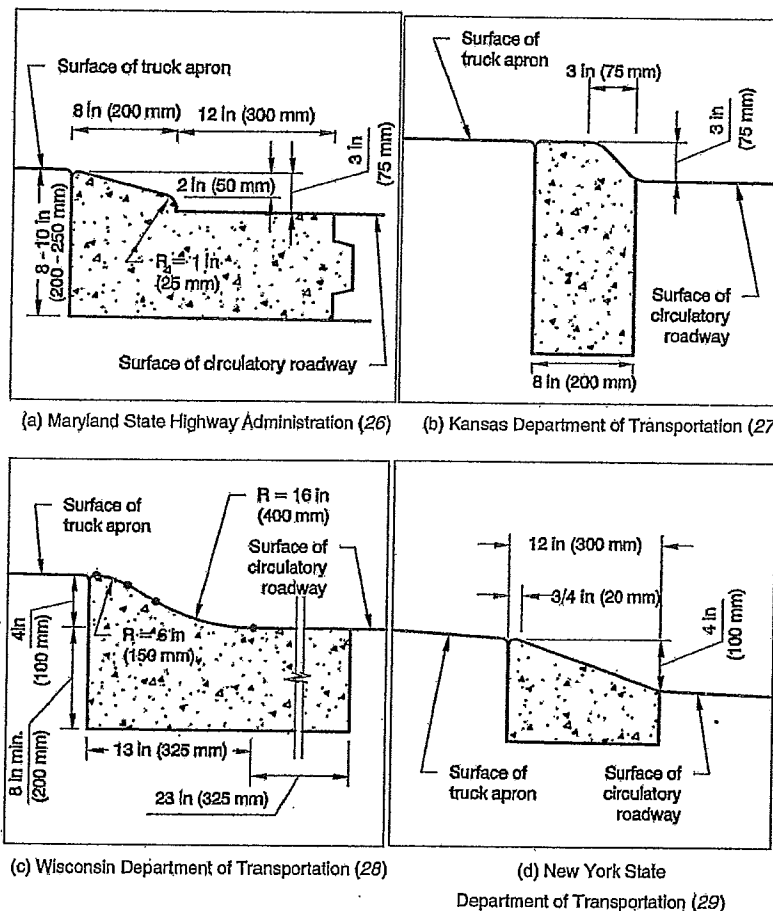 Surface of truck apron
8 in (200 mm)
12 in (300 mm)
3 in
(75 mm)
2 in (50 mm)
8 - 10 in
(200 - 250 mm)
R = 1 in
(25 mm)
Surface of circulatory roadway
(a) Maryland State Highway Administration (26)
Surface of
truck apron
3 in (75 mm)
3 in
(75 mm)
Surface of
circulatory
roadway
8 in (200 mm)
(b) Kansas Department of Transportation (27
Surface of
truck apron
R = 16 in
(400 mm)
Surface of
circulatory
roadway
4in
(100 mm)
R = 6 in
(150 mm)
8 in min.
(200 mm)
13 in (325 mm)
23 in (325 mm)
(c) Wisconsin Department of Transportation (28)
12 in (300 mm)
3/4 in (20 mm)
4 in
(100 mm)
Surface of
truck apron
Surface of
circulatory
roadway
(d) New York State
Department of Transportation (29)